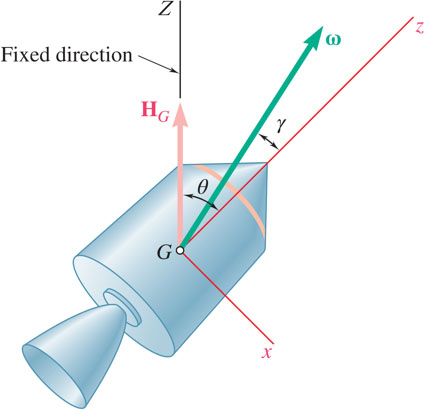 Z
z
ω
Fixed direction
H_G
γ
θ
G
x